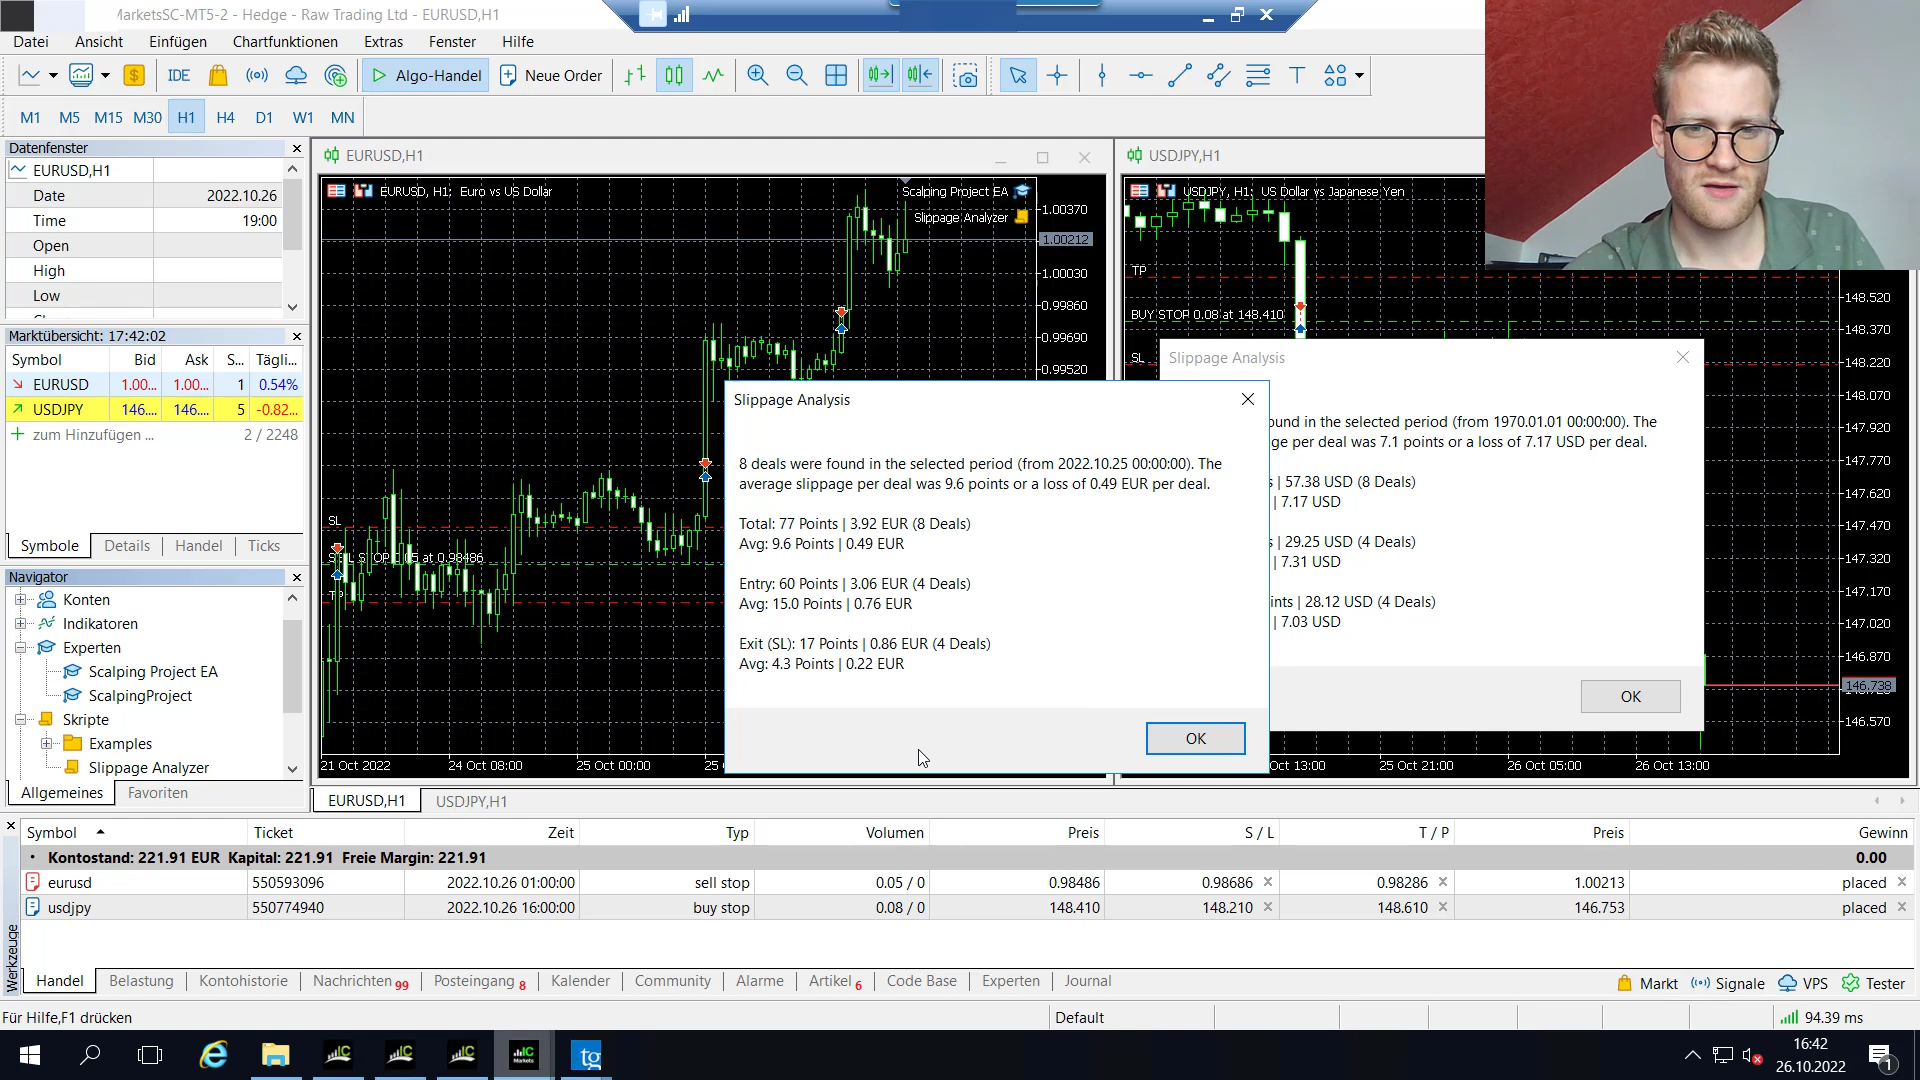 MarketsSC-MT5-2 - Hedge - Raw Trading Ltd - EURUSD,H1
Datei Ansicht Einfügen Chartfunktionen Extras Fenster Hilfe
IDE Algo-Handel Neue Order
M1 M5 M15 M30 H1 H4 D1 W1 MN
Datenfenster
EURUSD,H1
Date 2022.10.26
Time 19:00
Open
High
Low
Marktübersicht: 17:42:02
Symbol Bid Ask S... Tägli...
EURUSD 1.00... 1.00... 1 0.54%
USDJPY 146.... 146.... 5 -0.82...
zum Hinzufügen ... 2 / 2248
Symbole Details Handel Ticks
Navigator
Konten
Indikatoren
Experten
Scalping Project EA
ScalpingProject
Skripte
Examples
Slippage Analyzer
Allgemeines Favoriten
EURUSD,H1
EURUSD, H1: Euro vs US Dollar
Scalping Project EA
Slippage Analyzer
1.00370
1.00212
1.00030
0.99860
0.99690
0.99520
SL
SELL STOP 0.05 at 0.98486
TP
21 Oct 2022 24 Oct 08:00 25 Oct 00:00
USDJPY,H1
USDJPY, H1: US Dollar vs Japanese Yen
TP
BUY STOP 0.08 at 148.410
SL
148.520
148.370
148.220
148.070
147.920
147.770
147.620
147.470
147.320
147.170
147.020
146.870
146.738
146.570
13:00 25 Oct 21:00 26 Oct 05:00 26 Oct 13:00
Slippage Analysis
8 deals were found in the selected period (from 2022.10.25 00:00:00). The
average slippage per deal was 9.6 points or a loss of 0.49 EUR per deal.
Total: 77 Points | 3.92 EUR (8 Deals)
Avg: 9.6 Points | 0.49 EUR
Entry: 60 Points | 3.06 EUR (4 Deals)
Avg: 15.0 Points | 0.76 EUR
Exit (SL): 17 Points | 0.86 EUR (4 Deals)
Avg: 4.3 Points | 0.22 EUR
OK
Slippage Analysis
ound in the selected period (from 1970.01.01 00:00:00). The
ge per deal was 7.1 points or a loss of 7.17 USD per deal.
s | 57.38 USD (8 Deals)
| 7.17 USD
s | 29.25 USD (4 Deals)
| 7.31 USD
ints | 28.12 USD (4 Deals)
| 7.03 USD
OK
EURUSD,H1 USDJPY,H1
Symbol Ticket Zeit Typ Volumen Preis S / L T / P Preis Gewinn
Kontostand: 221.91 EUR Kapital: 221.91 Freie Margin: 221.91 0.00
eurusd 550593096 2022.10.26 01:00:00 sell stop 0.05 / 0 0.98486 0.98686 0.98286 1.00213 placed
usdjpy 550774940 2022.10.26 16:00:00 buy stop 0.08 / 0 148.410 148.210 148.610 146.753 placed
Werkzeuge
Handel Belastung Kontohistorie Nachrichten 99 Posteingang 8 Kalender Community Alarme Artikel 6 Code Base Experten Journal
Markt Signale VPS Tester
Für Hilfe,F1 drücken Default 94.39 ms
IC IC IC IC Markets tg
16:42
26.10.2022
1